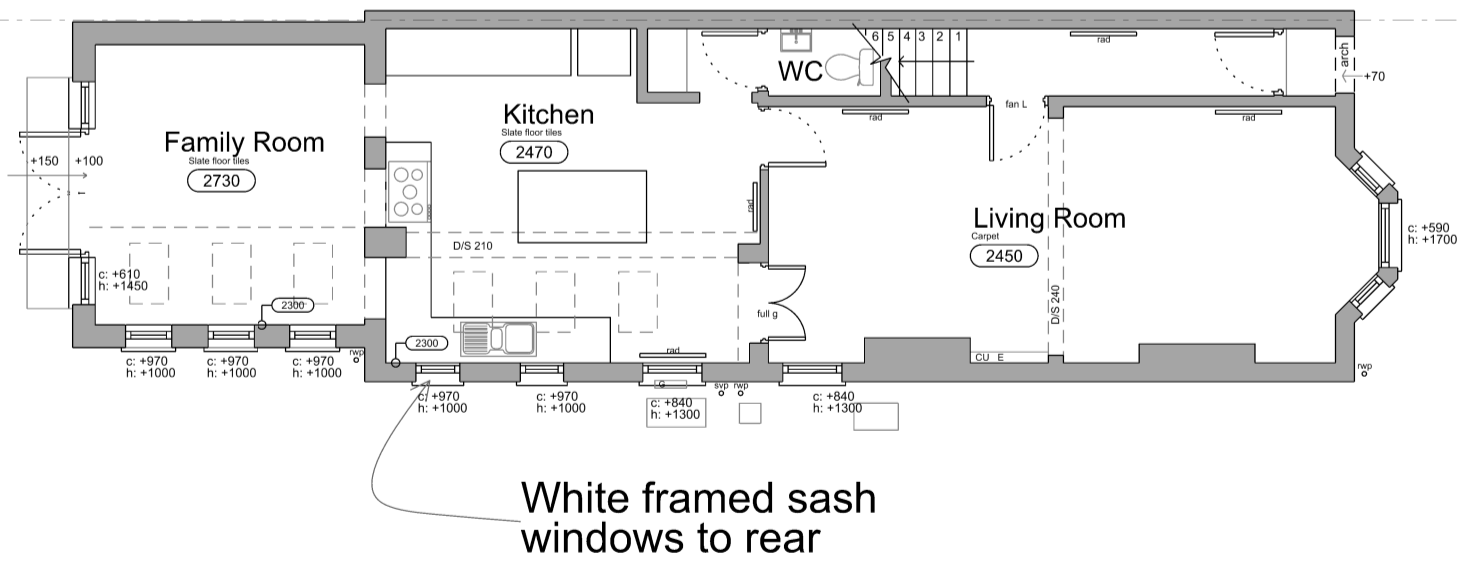 6 5 4 3 2 1
rad
arch
+70
WC
Kitchen
Slate floor tiles
2470
Family Room
Slate floor tiles
2730
+150 +100
fan L
rad
rad
rad
Living Room
Carpet
2450
c: +590
h: +1700
D/S 210
D/S 240
c: +610
h: +1450
2300
2300
full g
rad
CU E
rwp
c: +970
h: +1000
c: +970
h: +1000
c: +970
h: +1000
G
svp rwp
rwp
c: +970
h: +1000
c: +970
h: +1000
c: +840
h: +1300
c: +840
h: +1300
White framed sash
windows to rear